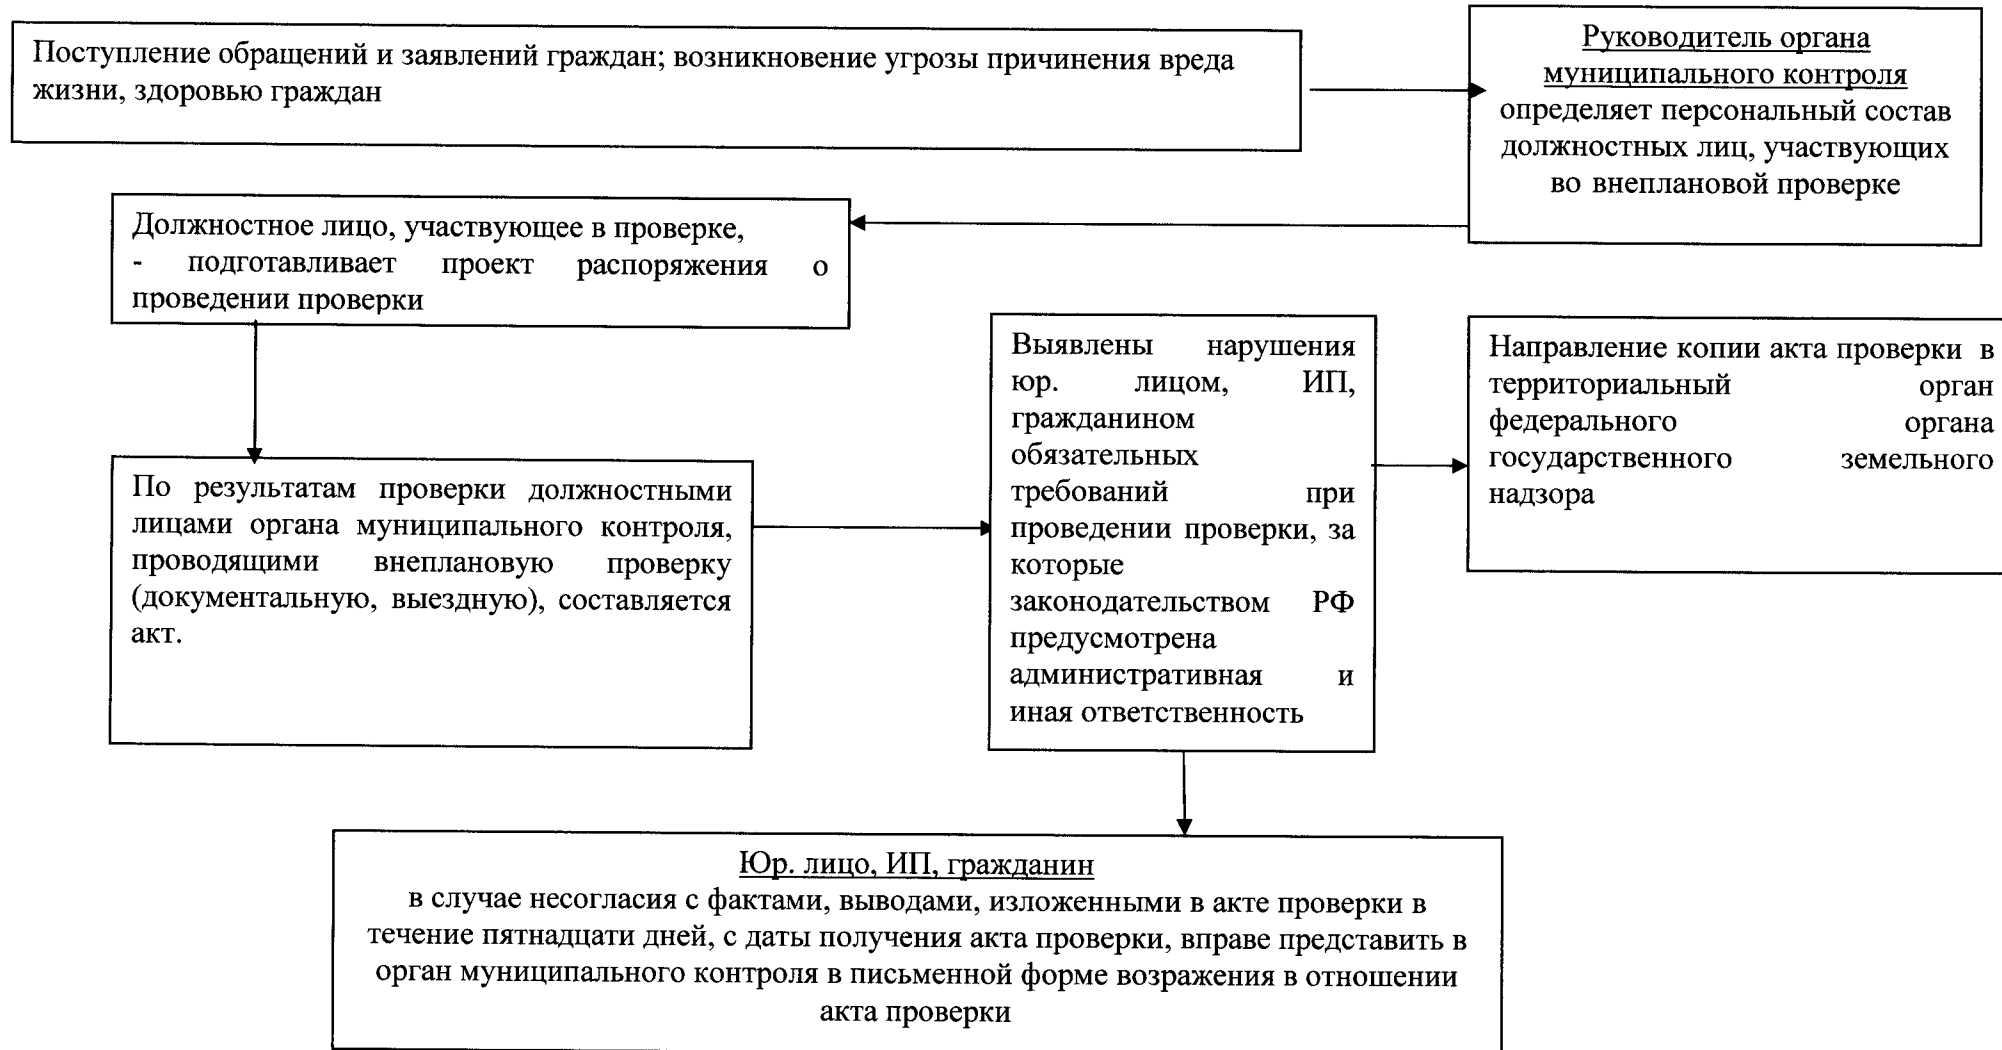 Поступление обращений и заявлений граждан; возникновение угрозы причинения вреда
жизни, здоровью граждан
Руководитель органа
муниципального контроля
определяет персональный состав
должностных лиц, участвующих
во внеплановой проверке
Должностное лицо, участвующее в проверке,
- подготавливает проект распоряжения о
проведении проверки
По результатам проверки должностными
лицами органа муниципального контроля,
проводящими внеплановую проверку
(документальную, выездную), составляется
акт.
Выявлены нарушения
юр. лицом, ИП,
гражданином
обязательных
требований при
проведении проверки, за
которые
законодательством РФ
предусмотрена
административная и
иная ответственность
Направление копии акта проверки в
территориальный орган
федерального органа
государственного земельного
надзора
Юр. лицо, ИП, гражданин
в случае несогласия с фактами, выводами, изложенными в акте проверки в
течение пятнадцати дней, с даты получения акта проверки, вправе представить в
орган муниципального контроля в письменной форме возражения в отношении
акта проверки